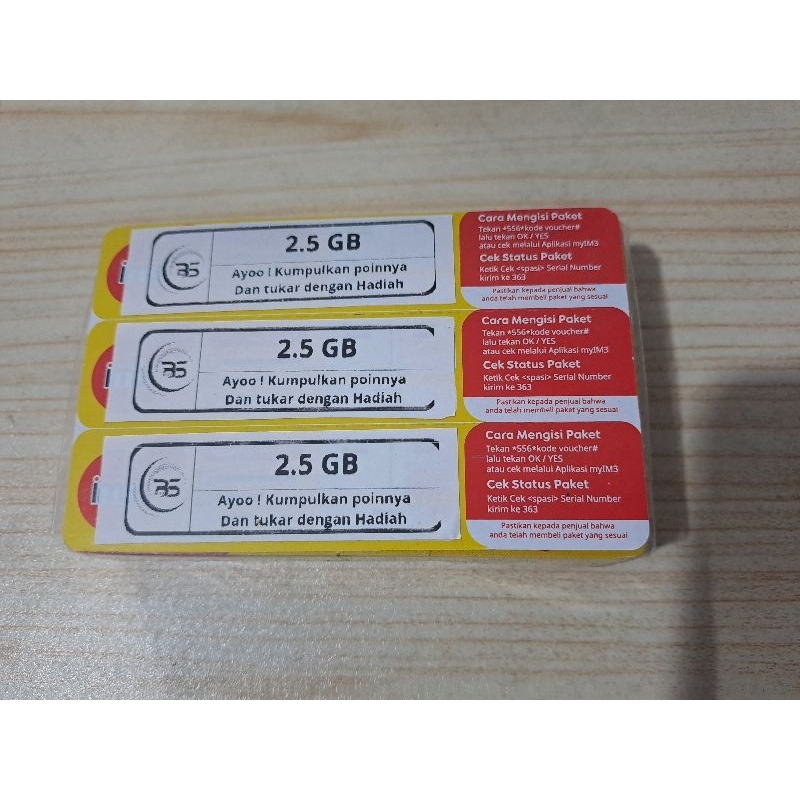 2.5 GB
Ayoo ! Kumpulkan poinnya
Dan tukar dengan Hadiah
BS
Cara Mengisi Paket
Tekan *556*kode voucher#
lalu tekan OK / YES
atau cek melalui Aplikasi myIM3
Cek Status Paket
Ketik Cek <spasi> Serial Number
kirim ke 363
Pastikan kepada penjual bahwa
anda telah membeli paket yang sesuai
im
2.5 GB
Ayoo ! Kumpulkan poinnya
Dan tukar dengan Hadiah
BS
Cara Mengisi Paket
Tekan *556*kode voucher#
lalu tekan OK / YES
atau cek melalui Aplikasi myIM3
Cek Status Paket
Ketik Cek <spasi> Serial Number
kirim ke 363
Pastikan kepada penjual bahwa
anda telah membeli paket yang sesuai
im
2.5 GB
Ayoo ! Kumpulkan poinnya
Dan tukar dengan Hadiah
BS
Cara Mengisi Paket
Tekan *556*kode voucher#
lalu tekan OK / YES
atau cek melalui Aplikasi myIM3
Cek Status Paket
Ketik Cek <spasi> Serial Number
kirim ke 363
Pastikan kepada penjual bahwa
anda telah membeli paket yang sesuai